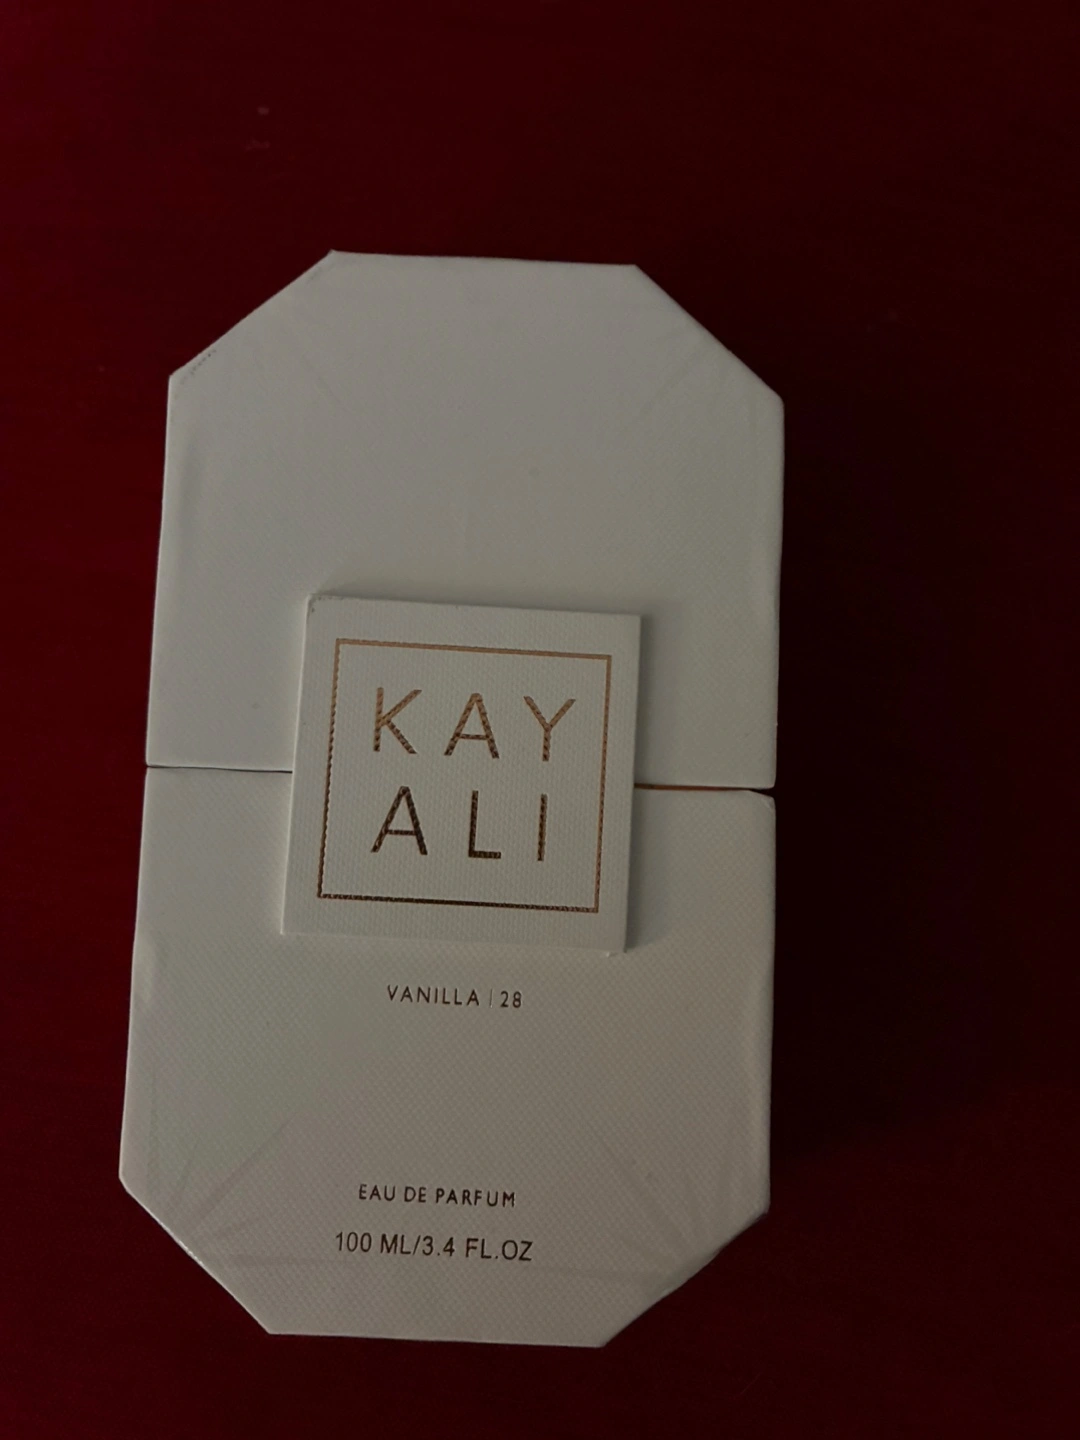 KAY
ALI
VANILLA | 28
EAU DE PARFUM
100 ML/3.4 FL.OZ